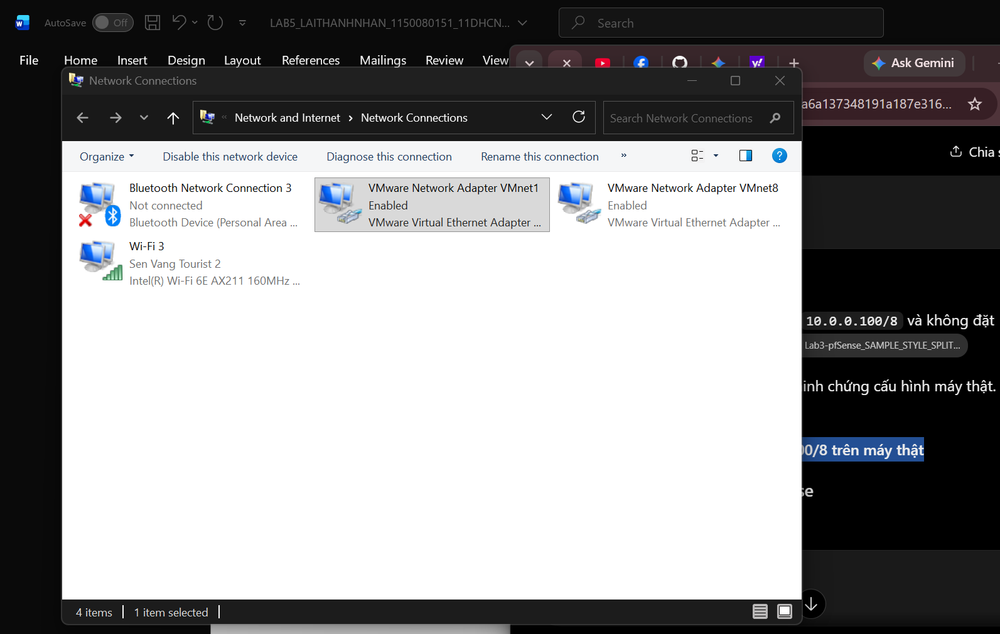 AutoSave Off LAB5_LAITHANHNHAN_1150080151_11DHCN... Search
File Home Insert Design Layout References Mailings Review View
Ask Gemini
a6a137348191a187e316...
Network Connections
« Network and Internet › Network Connections
Search Network Connections
Organize Disable this network device Diagnose this connection Rename this connection »
Bluetooth Network Connection 3
Not connected
Bluetooth Device (Personal Area ...
VMware Network Adapter VMnet1
Enabled
VMware Virtual Ethernet Adapter ...
VMware Network Adapter VMnet8
Enabled
VMware Virtual Ethernet Adapter ...
Wi-Fi 3
Sen Vang Tourist 2
Intel(R) Wi-Fi 6E AX211 160MHz ...
4 items 1 item selected
Chia
10.0.0.100/8 và không đặt
Lab3-pfSense_SAMPLE_STYLE_SPLIT...
chứng cấu hình máy thật.
0/8 trên máy thật
se